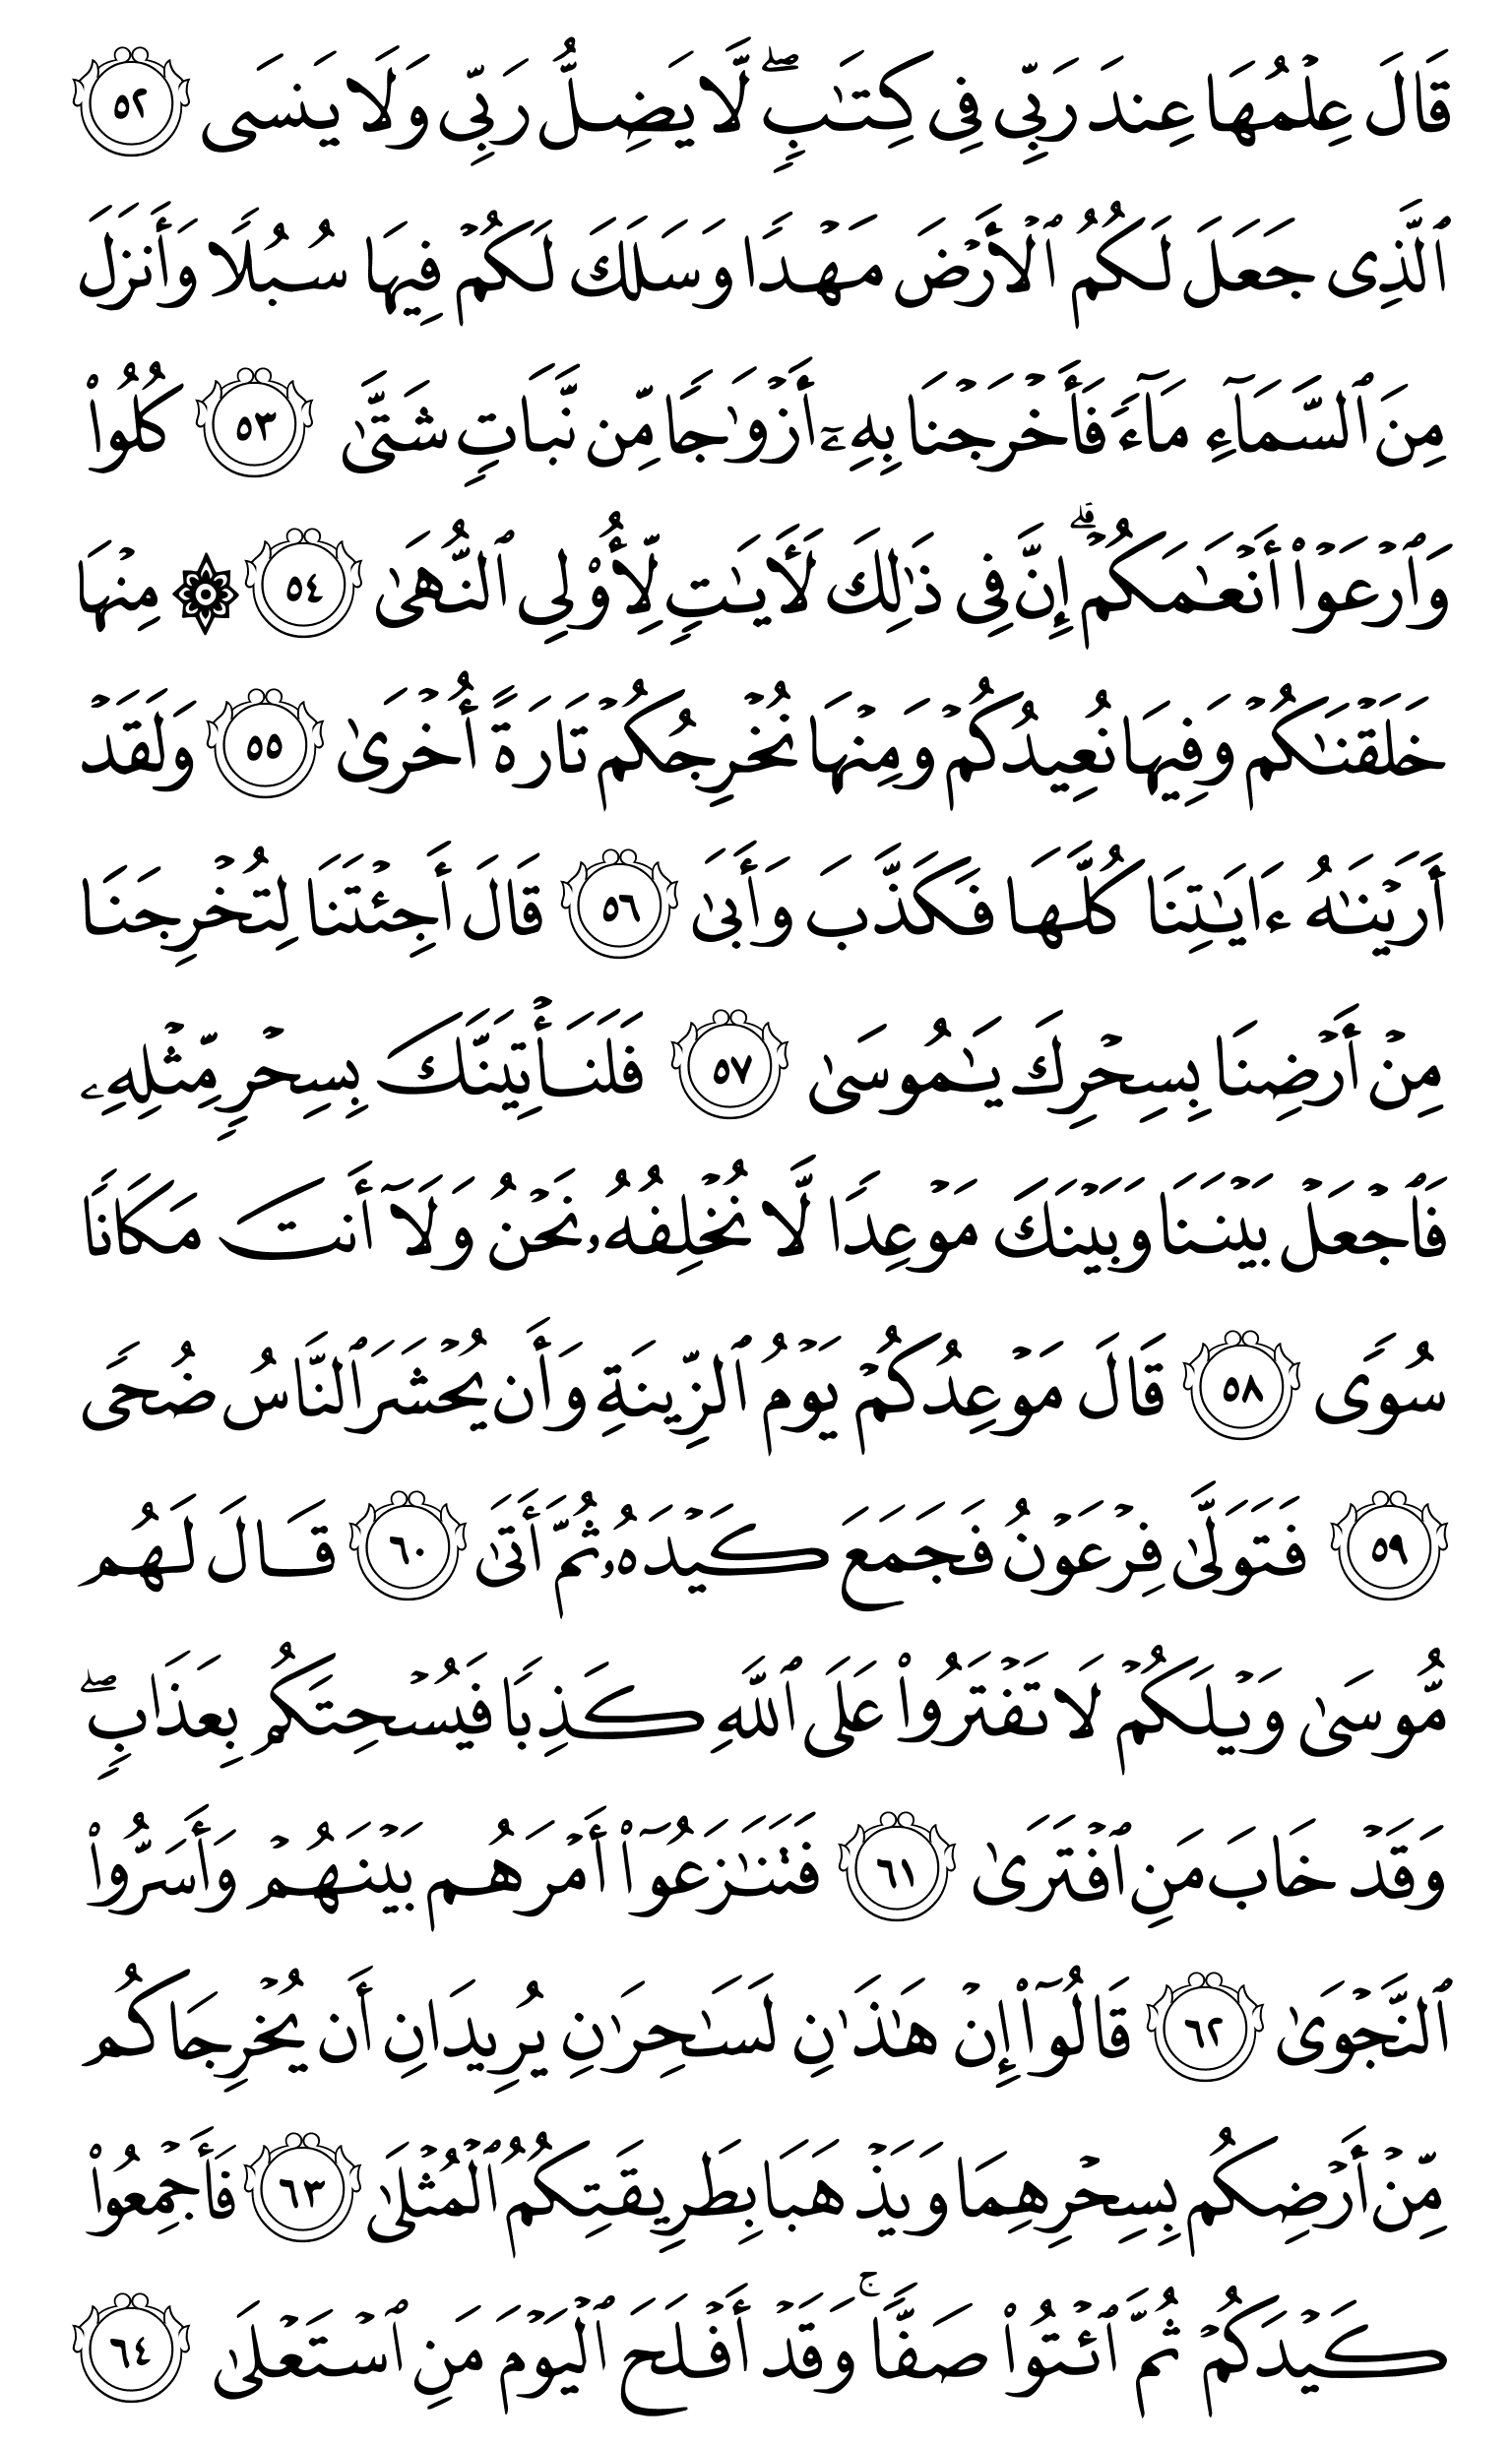 قَالَ عِلۡمُهَا عِندَ رَبِّي فِي كِتَٰبٖۖ لَّا يَضِلُّ رَبِّي وَلَا يَنسَى ٥٢
ٱلَّذِي جَعَلَ لَكُمُ ٱلۡأَرۡضَ مَهۡدٗا وَسَلَكَ لَكُمۡ فِيهَا سُبُلٗا وَأَنزَلَ
مِنَ ٱلسَّمَآءِ مَآءٗ فَأَخۡرَجۡنَا بِهِۦٓ أَزۡوَٰجٗا مِّن نَّبَاتٖ شَتَّىٰ ٥٣ كُلُواْ
وَٱرۡعَوۡاْ أَنۡعَٰمَكُمۡۚ إِنَّ فِي ذَٰلِكَ لَأٓيَٰتٖ لِّأُوْلِي ٱلنُّهَىٰ ٥٤ ۞ مِنۡهَا
خَلَقۡنَٰكُمۡ وَفِيهَا نُعِيدُكُمۡ وَمِنۡهَا نُخۡرِجُكُمۡ تَارَةً أُخۡرَىٰ ٥٥ وَلَقَدۡ
أَرَيۡنَٰهُ ءَايَٰتِنَا كُلَّهَا فَكَذَّبَ وَأَبَىٰ ٥٦ قَالَ أَجِئۡتَنَا لِتُخۡرِجَنَا
مِنۡ أَرۡضِنَا بِسِحۡرِكَ يَٰمُوسَىٰ ٥٧ فَلَنَأۡتِيَنَّكَ بِسِحۡرٖ مِّثۡلِهِۦ
فَٱجۡعَلۡ بَيۡنَنَا وَبَيۡنَكَ مَوۡعِدٗا لَّا نُخۡلِفُهُۥ نَحۡنُ وَلَآ أَنتَ مَكَانٗا
سُوٗى ٥٨ قَالَ مَوۡعِدُكُمۡ يَوۡمُ ٱلزِّينَةِ وَأَن يُحۡشَرَ ٱلنَّاسُ ضُحٗى
٥٩ فَتَوَلَّىٰ فِرۡعَوۡنُ فَجَمَعَ كَيۡدَهُۥ ثُمَّ أَتَىٰ ٦٠ قَالَ لَهُم
مُّوسَىٰ وَيۡلَكُمۡ لَا تَفۡتَرُواْ عَلَى ٱللَّهِ كَذِبٗا فَيُسۡحِتَكُم بِعَذَابٖۖ
وَقَدۡ خَابَ مَنِ ٱفۡتَرَىٰ ٦١ فَتَنَٰزَعُوٓاْ أَمۡرَهُم بَيۡنَهُمۡ وَأَسَرُّواْ
ٱلنَّجۡوَىٰ ٦٢ قَالُوٓاْ إِنۡ هَٰذَٰنِ لَسَٰحِرَٰنِ يُرِيدَانِ أَن يُخۡرِجَاكُم
مِّنۡ أَرۡضِكُم بِسِحۡرِهِمَا وَيَذۡهَبَا بِطَرِيقَتِكُمُ ٱلۡمُثۡلَىٰ ٦٣ فَأَجۡمِعُواْ
كَيۡدَكُمۡ ثُمَّ ٱئۡتُواْ صَفّٗاۚ وَقَدۡ أَفۡلَحَ ٱلۡيَوۡمَ مَنِ ٱسۡتَعۡلَىٰ ٦٤